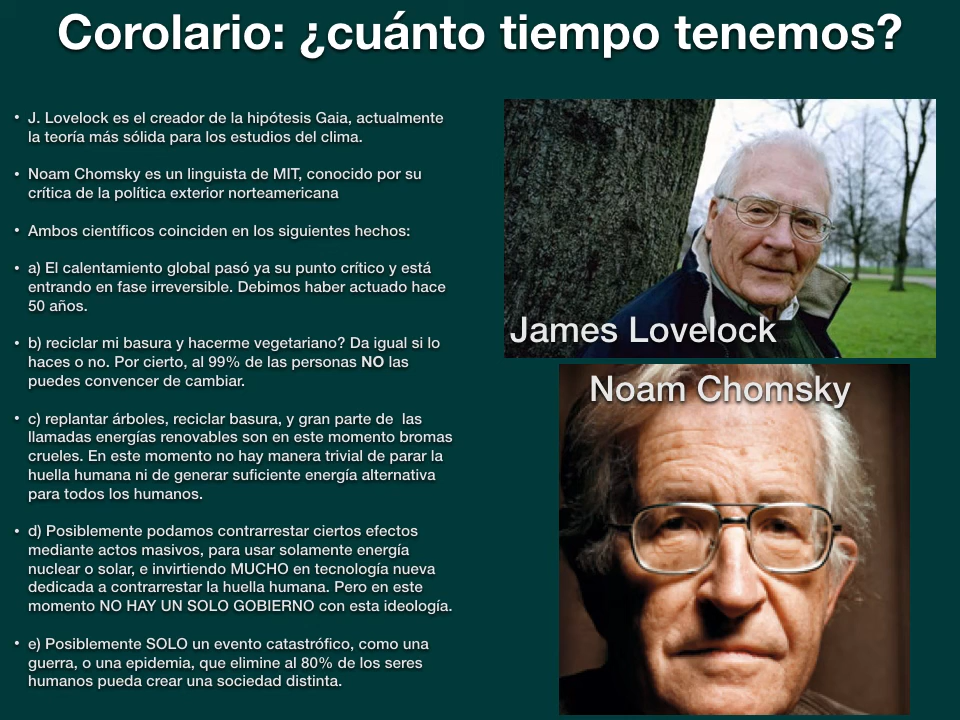 Corolario: ¿cuánto tiempo tenemos?
• J. Lovelock es el creador de la hipótesis Gaia, actualmente
la teoría más sólida para los estudios del clima.
• Noam Chomsky es un linguista de MIT, conocido por su
crítica de la política exterior norteamericana
• Ambos científicos coinciden en los siguientes hechos:
• a) El calentamiento global pasó ya su punto crítico y está
entrando en fase irreversible. Debimos haber actuado hace
50 años.
• b) reciclar mi basura y hacerme vegetariano? Da igual si lo
haces o no. Por cierto, al 99% de las personas NO las
puedes convencer de cambiar.
• c) replantar árboles, reciclar basura, y gran parte de  las
llamadas energías renovables son en este momento bromas
crueles. En este momento no hay manera trivial de parar la
huella humana ni de generar suficiente energía alternativa
para todos los humanos.
• d) Posiblemente podamos contrarrestar ciertos efectos
mediante actos masivos, para usar solamente energía
nuclear o solar, e invirtiendo MUCHO en tecnología nueva
dedicada a contrarrestar la huella humana. Pero en este
momento NO HAY UN SOLO GOBIERNO con esta ideología.
• e) Posiblemente SOLO un evento catastrófico, como una
guerra, o una epidemia, que elimine al 80% de los seres
humanos pueda crear una sociedad distinta.
James Lovelock
Noam Chomsky